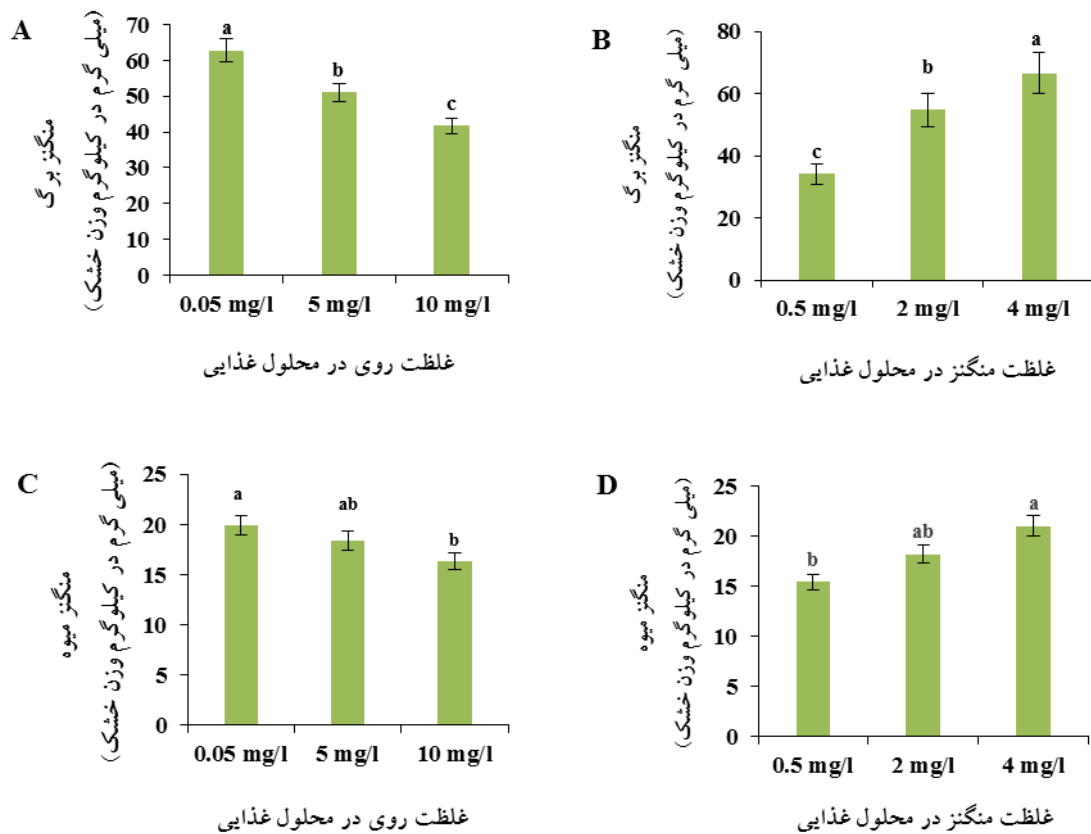 A
منگنز برگ
(میلی گرم در کیلوگرم وزن خشک)
70
60
50
40
30
20
10
0
a
b
c
0.05 mg/l 5 mg/l 10 mg/l
غلظت روی در محلول غذایی
B
منگنز برگ
(میلی گرم در کیلوگرم وزن خشک)
80
60
40
20
0
c
b
a
0.5 mg/l 2 mg/l 4 mg/l
غلظت منگنز در محلول غذایی
C
منگنز میوه
(میلی گرم در کیلوگرم وزن خشک)
25
20
15
10
5
0
a
ab
b
0.05 mg/l 5 mg/l 10 mg/l
غلظت روی در محلول غذایی
D
منگنز میوه
(میلی گرم در کیلوگرم وزن خشک)
25
20
15
10
5
0
b
ab
a
0.5 mg/l 2 mg/l 4 mg/l
غلظت منگنز در محلول غذایی